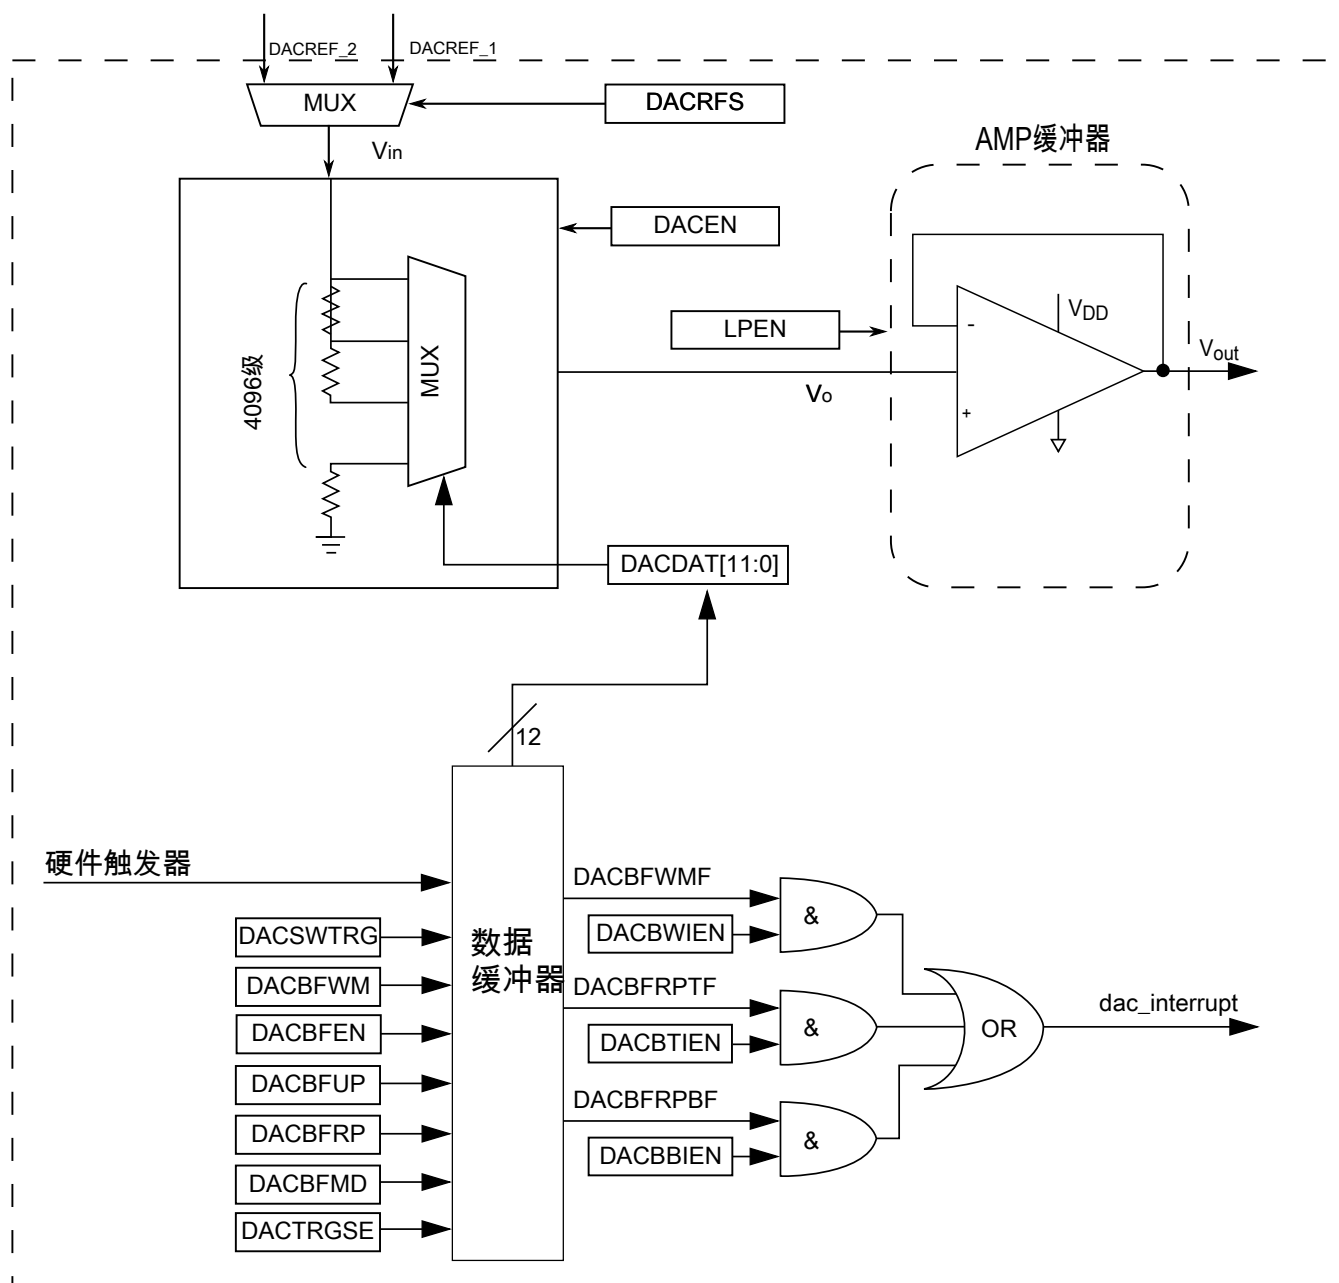 DACREF_2
DACREF_1
MUX
DACRFS
Vin
AMP缓冲器
DACEN
LPEN
VDD
-
+
Vout
4096级
MUX
Vo
DACDAT[11:0]
12
硬件触发器
DACSWTRG
DACBFWM
DACBFEN
DACBFUP
DACBFRP
DACBFMD
DACTRGSE
数据
缓冲器
DACBFWMF
DACBWIEN
&
DACBFRPTF
DACBTIEN
&
DACBFRPBF
DACBBIEN
&
OR
dac_interrupt